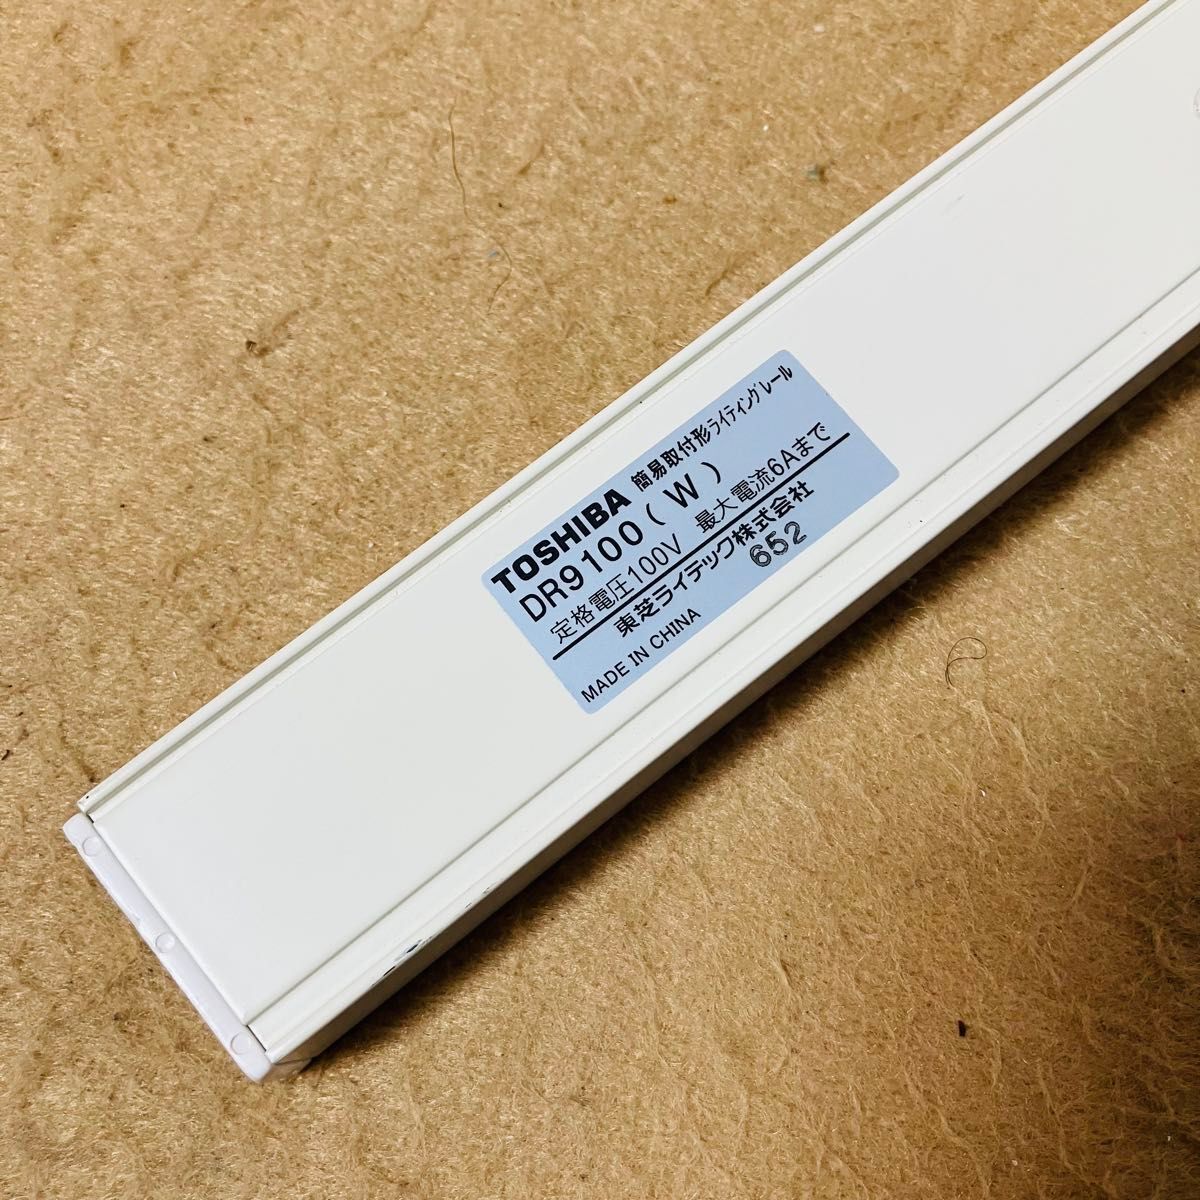 TOSHIBA 簡易取付形ライティングレール
DR9100(W)
定格電圧100V 最大電流6Aまで
東芝ライテック株式会社
MADE IN CHINA 652